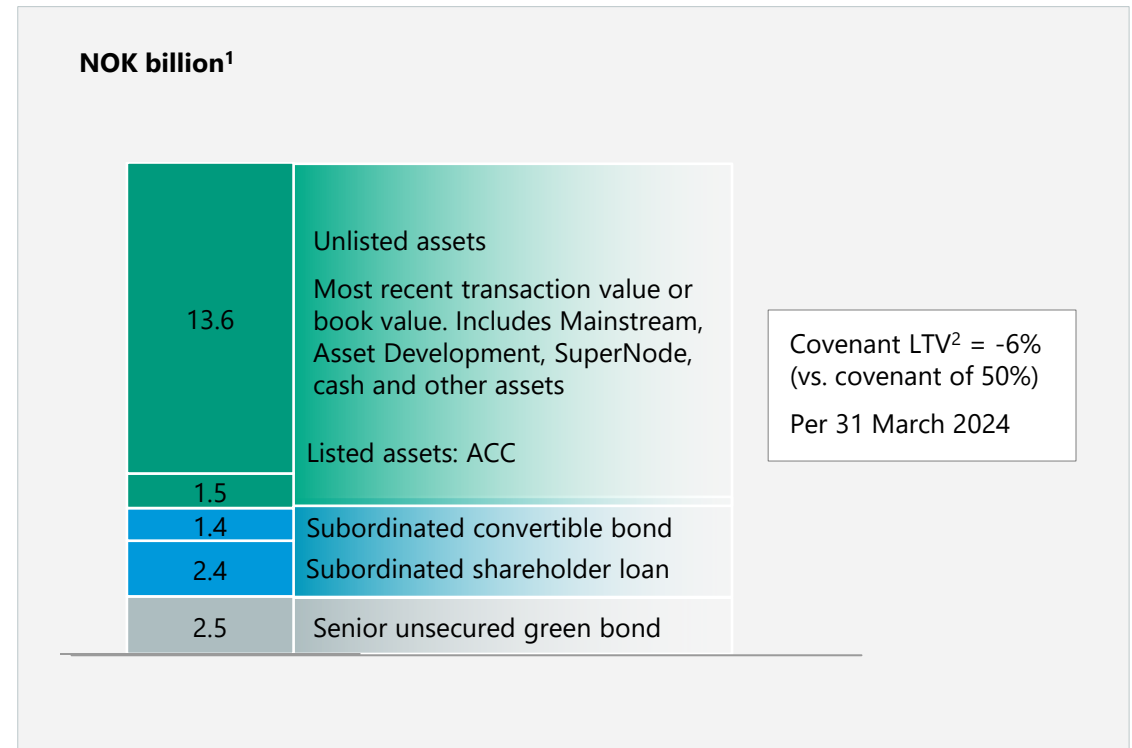 NOK billion¹
13.6
Unlisted assets
Most recent transaction value or
book value. Includes Mainstream,
Asset Development, SuperNode,
cash and other assets
Listed assets: ACC
1.5
1.4
Subordinated convertible bond
2.4
Subordinated shareholder loan
2.5
Senior unsecured green bond
Covenant LTV² = -6%
(vs. covenant of 50%)
Per 31 March 2024